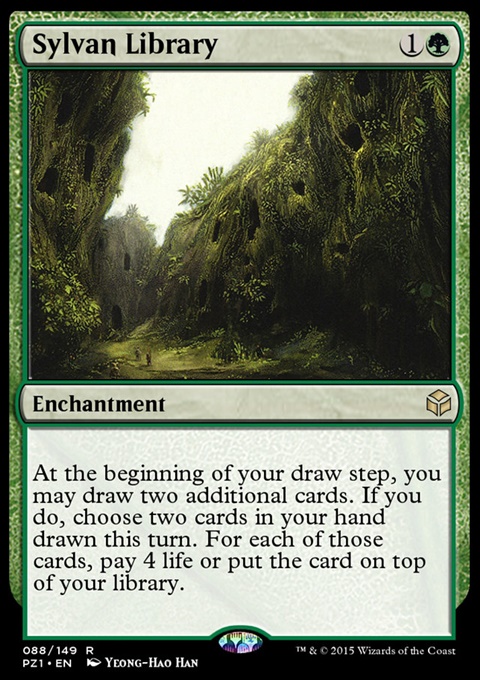 Sylvan Library 1
Enchantment
At the beginning of your draw step, you
may draw two additional cards. If you
do, choose two cards in your hand
drawn this turn. For each of those
cards, pay 4 life or put the card on top
of your library.
088/149 R
PZ1 • EN Yeong-Hao Han
™ & © 2015 Wizards of the Coast